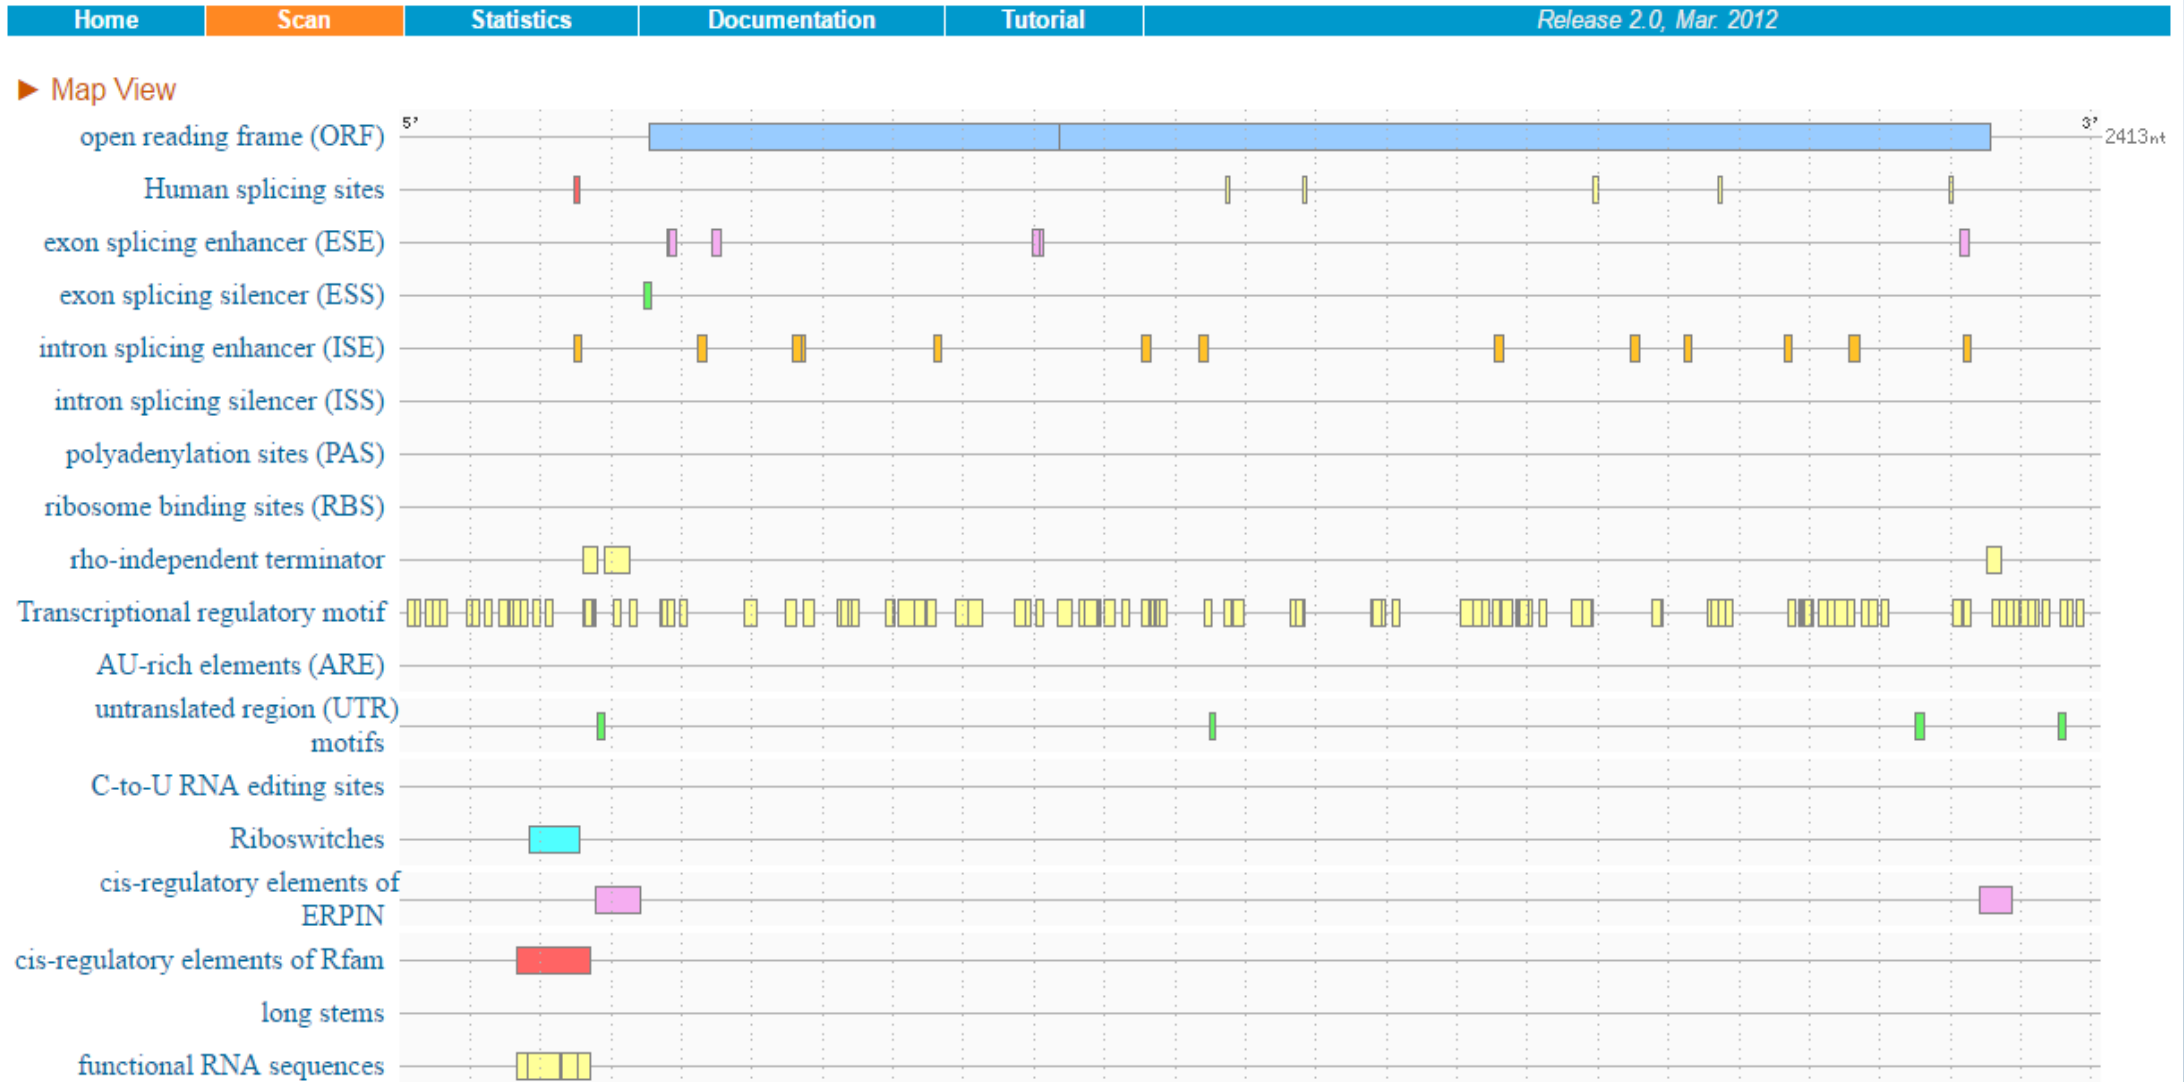 Home Scan Statistics Documentation Tutorial Release 2.0, Mar. 2012
► Map View
5' 3'
open reading frame (ORF) 2413nt
Human splicing sites
exon splicing enhancer (ESE)
exon splicing silencer (ESS)
intron splicing enhancer (ISE)
intron splicing silencer (ISS)
polyadenylation sites (PAS)
ribosome binding sites (RBS)
rho-independent terminator
Transcriptional regulatory motif
AU-rich elements (ARE)
untranslated region (UTR)
motifs
C-to-U RNA editing sites
Riboswitches
cis-regulatory elements of
ERPIN
cis-regulatory elements of Rfam
long stems
functional RNA sequences